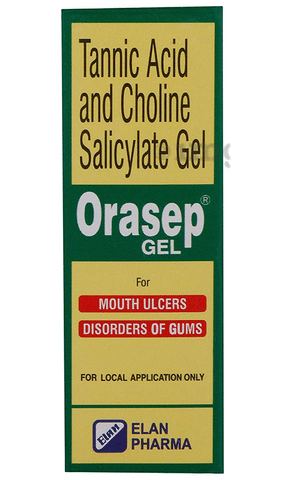 Tannic Acid
and Choline
Salicylate Gel
Orasep®
GEL
For
MOUTH ULCERS
DISORDERS OF GUMS
FOR LOCAL APPLICATION ONLY
Elan
ELAN
PHARMA